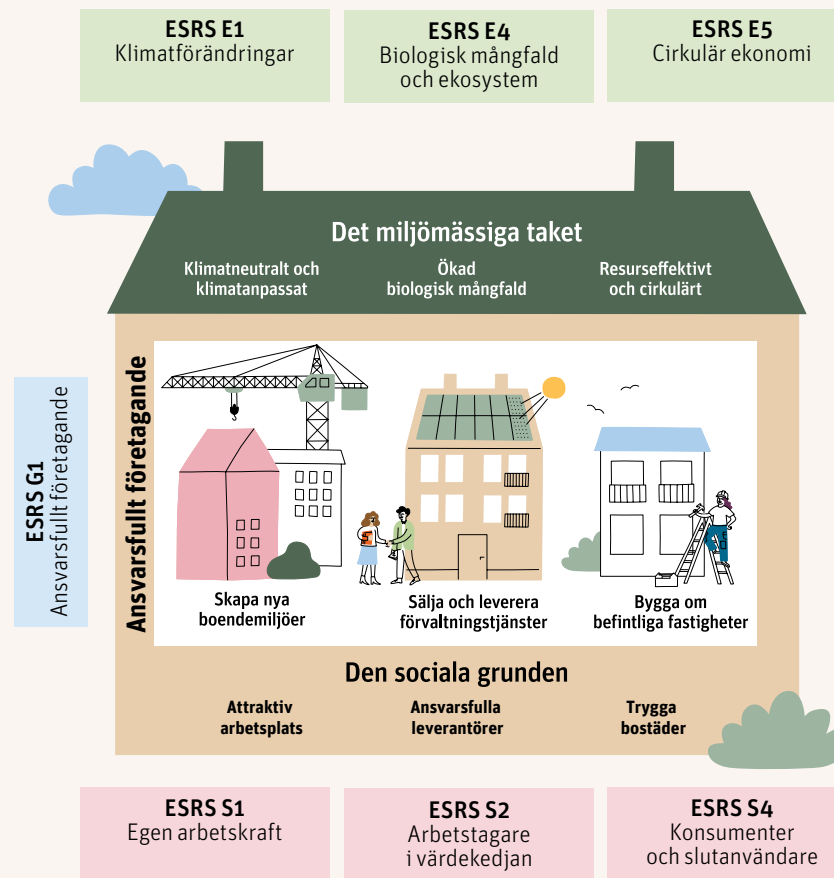 ESRS E1
Klimatförändringar
ESRS E4
Biologisk mångfald
och ekosystem
ESRS E5
Cirkulär ekonomi
Det miljömässiga taket
Klimatneutralt och
klimatanpassat
Ökad
biologisk mångfald
Resurseffektivt
och cirkulärt
ESRS G1
Ansvarsfullt företagande
Ansvarsfullt företagande
Skapa nya
boendemiljöer
Sälja och leverera
förvaltningstjänster
Bygga om
befintliga fastigheter
Den sociala grunden
Attraktiv
arbetsplats
Ansvarsfulla
leverantörer
Trygga
bostäder
ESRS S1
Egen arbetskraft
ESRS S2
Arbetstagare
i värdekedjan
ESRS S4
Konsumenter
och slutanvändare